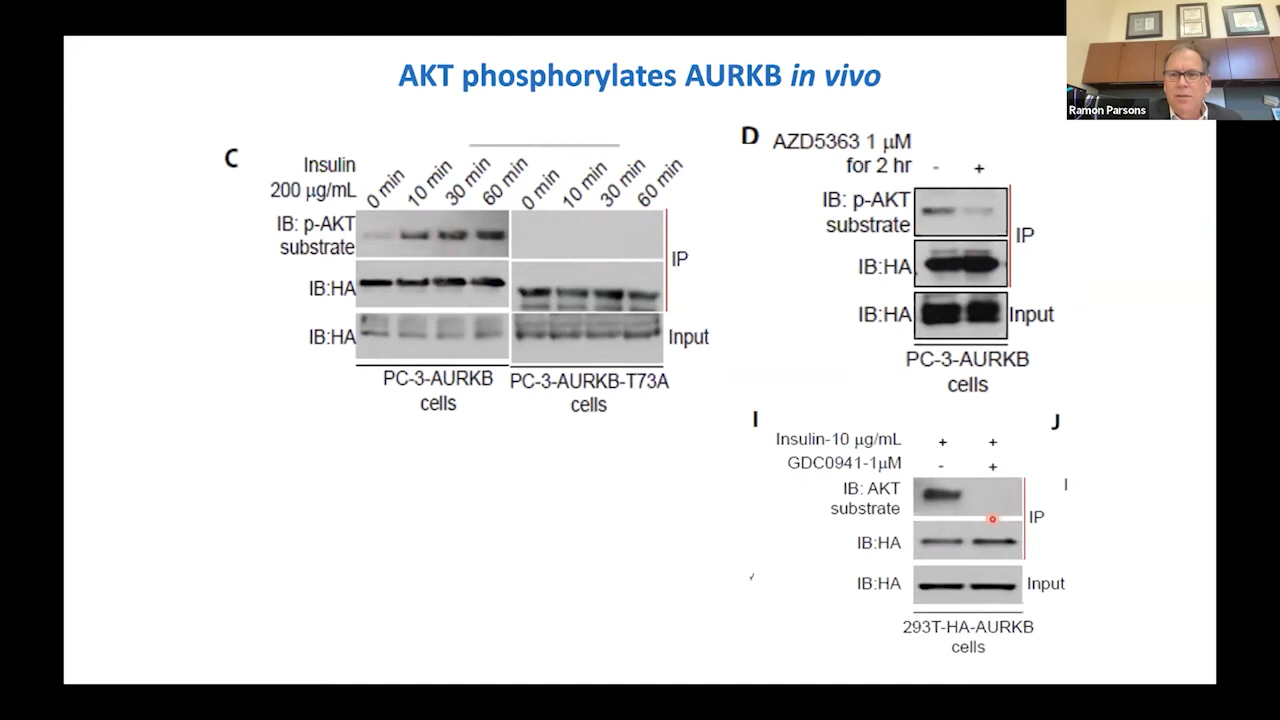 Ramon Parsons
AKT phosphorylates AURKB in vivo
C
Insulin
200 μg/mL
0 min
10 min
30 min
60 min
0 min
10 min
30 min
60 min
IB: p-AKT
substrate
IB:HA
IP
IB:HA
Input
PC-3-AURKB
cells
PC-3-AURKB-T73A
cells
D
AZD5363 1 μM
for 2 hr
- +
IB: p-AKT
substrate
IB:HA
IP
IB:HA
Input
PC-3-AURKB
cells
I
J
Insulin-10 μg/mL + +
GDC0941-1μM - +
IB: AKT
substrate
I
IP
IB:HA
IB:HA
Input
293T-HA-AURKB
cells